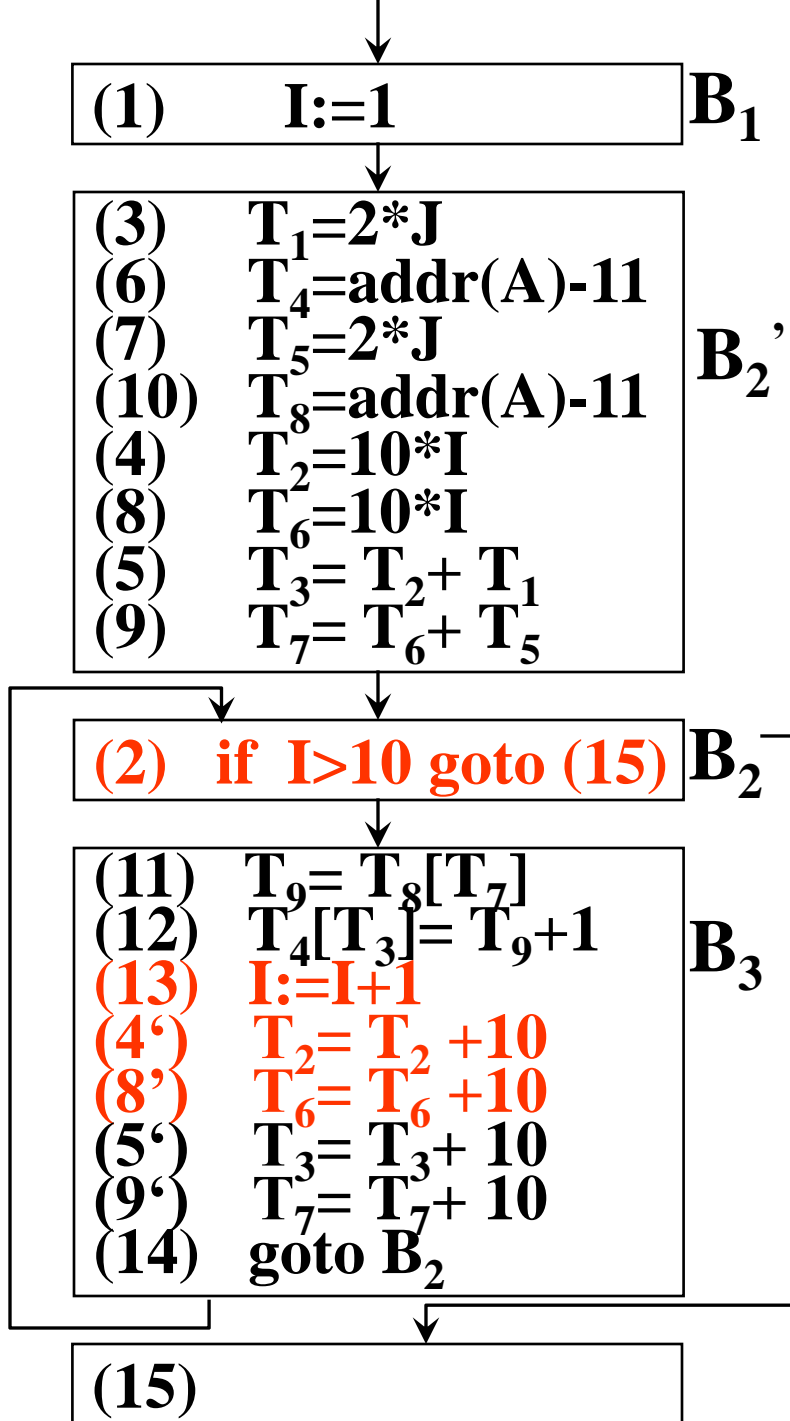 (1) I:=1 B₁
(3) T₁=2*J
(6) T₄=addr(A)-11
(7) T₅=2*J
(10) T₈=addr(A)-11
(4) T₂=10*I
(8) T₆=10*I
(5) T₃= T₂+ T₁
(9) T₇= T₆+ T₅
B₂’
(2) if I>10 goto (15) B₂
(11) T₉= T₈[T₇]
(12) T₄[T₃]= T₉+1
(13) I:=I+1
(4‘) T₂= T₂ +10
(8’) T₆= T₆ +10
(5‘) T₃= T₃+ 10
(9‘) T₇= T₇+ 10
(14) goto B₂
B₃
(15)